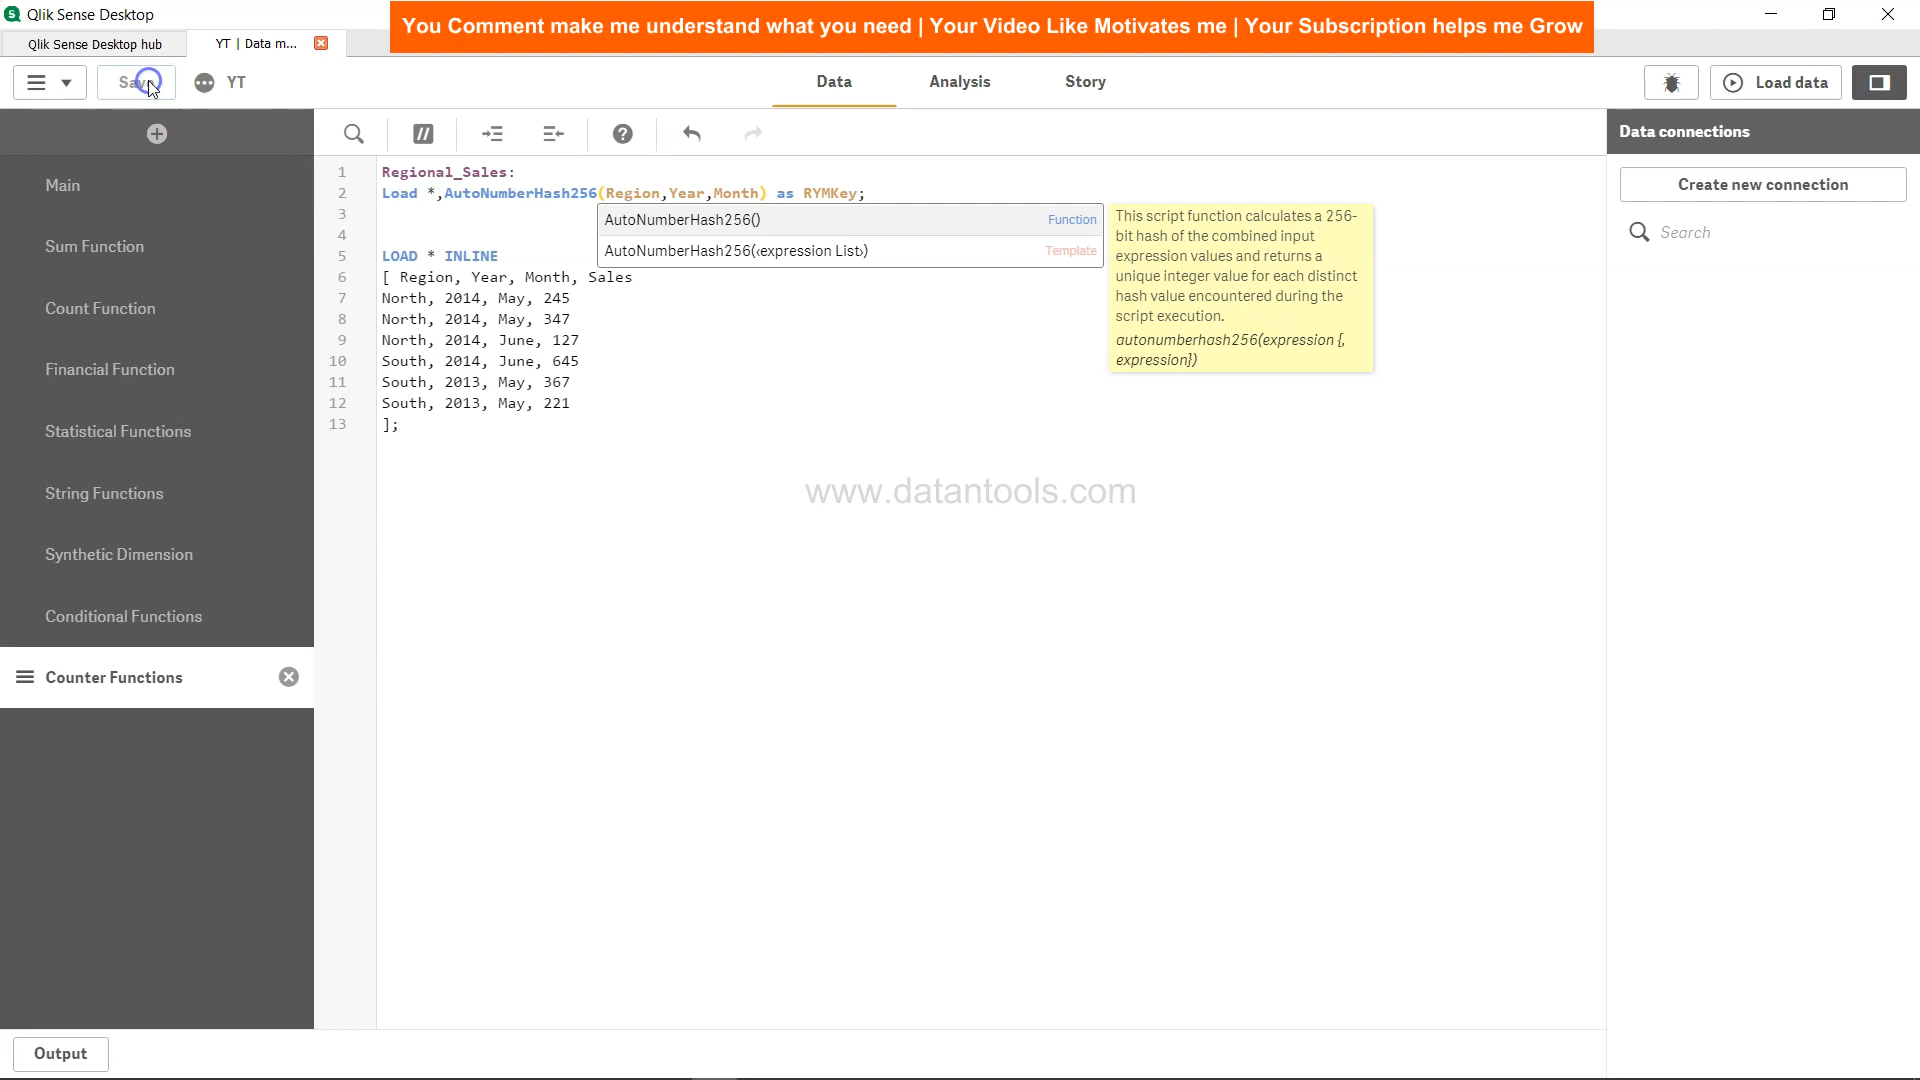 Qlik Sense Desktop
You Comment make me understand what you need | Your Video Like Motivates me | Your Subscription helps me Grow
Qlik Sense Desktop hub
YT | Data m...
YT
Data
Analysis
Story
Load data
Main
Sum Function
Count Function
Financial Function
Statistical Functions
String Functions
Synthetic Dimension
Conditional Functions
Counter Functions
1 Regional_Sales:
2 Load *,AutoNumberHash256(Region,Year,Month) as RYMKey;
3
4
5 LOAD * INLINE
6 [ Region, Year, Month, Sales
7 North, 2014, May, 245
8 North, 2014, May, 347
9 North, 2014, June, 127
10 South, 2014, June, 645
11 South, 2013, May, 367
12 South, 2013, May, 221
13 ];
AutoNumberHash256() Function
AutoNumberHash256(‹expression List›) Template
This script function calculates a 256-
bit hash of the combined input
expression values and returns a
unique integer value for each distinct
hash value encountered during the
script execution.
autonumberhash256(expression {,
expression})
www.datantools.com
Data connections
Create new connection
Search
Output